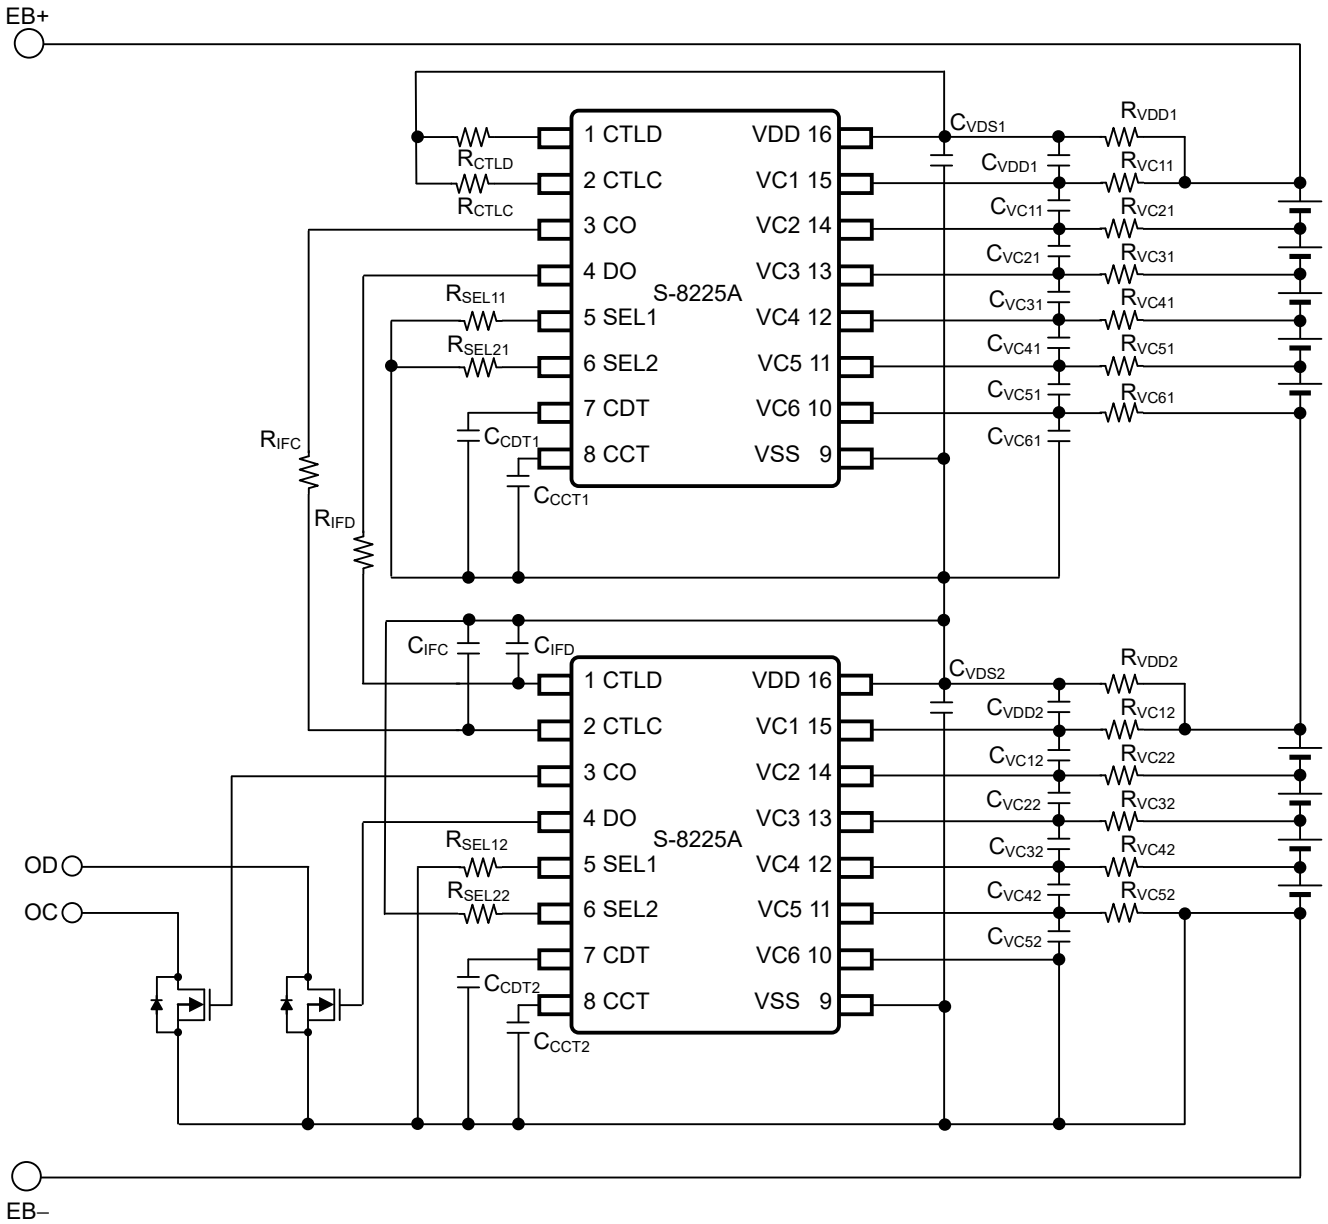 EB+
CVDS1
RVDD1
1 CTLD
VDD 16
RCTLD
CVDD1
RVC11
2 CTLC
VC1 15
RCTLC
CVC11
RVC21
3 CO
VC2 14
CVC21
RVC31
4 DO
VC3 13
S-8225A
RSEL11
CVC31
RVC41
5 SEL1
VC4 12
RSEL21
CVC41
RVC51
6 SEL2
VC5 11
CVC51
RVC61
7 CDT
VC6 10
RIFC
CCDT1
CVC61
8 CCT
VSS 9
CCCT1
RIFD
CIFC
CIFD
CVDS2
RVDD2
1 CTLD
VDD 16
CVDD2
RVC12
2 CTLC
VC1 15
CVC12
RVC22
3 CO
VC2 14
CVC22
RVC32
4 DO
VC3 13
S-8225A
RSEL12
CVC32
RVC42
OD
5 SEL1
VC4 12
RSEL22
CVC42
RVC52
OC
6 SEL2
VC5 11
CVC52
7 CDT
VC6 10
CCDT2
8 CCT
VSS 9
CCCT2
EB–